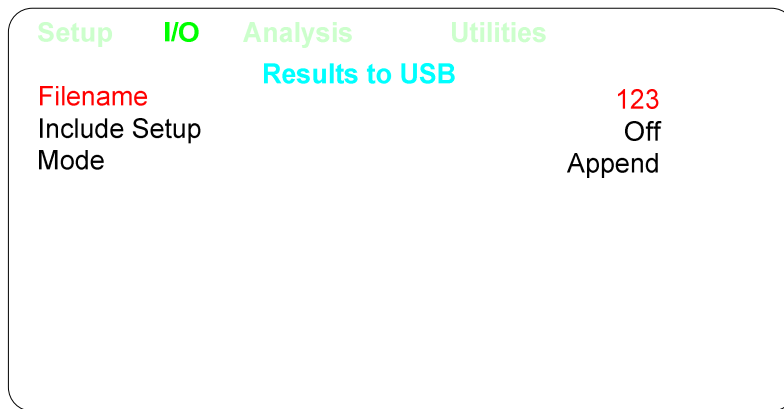 Setup I/O Analysis Utilities
Results to USB
Filename 123
Include Setup Off
Mode Append